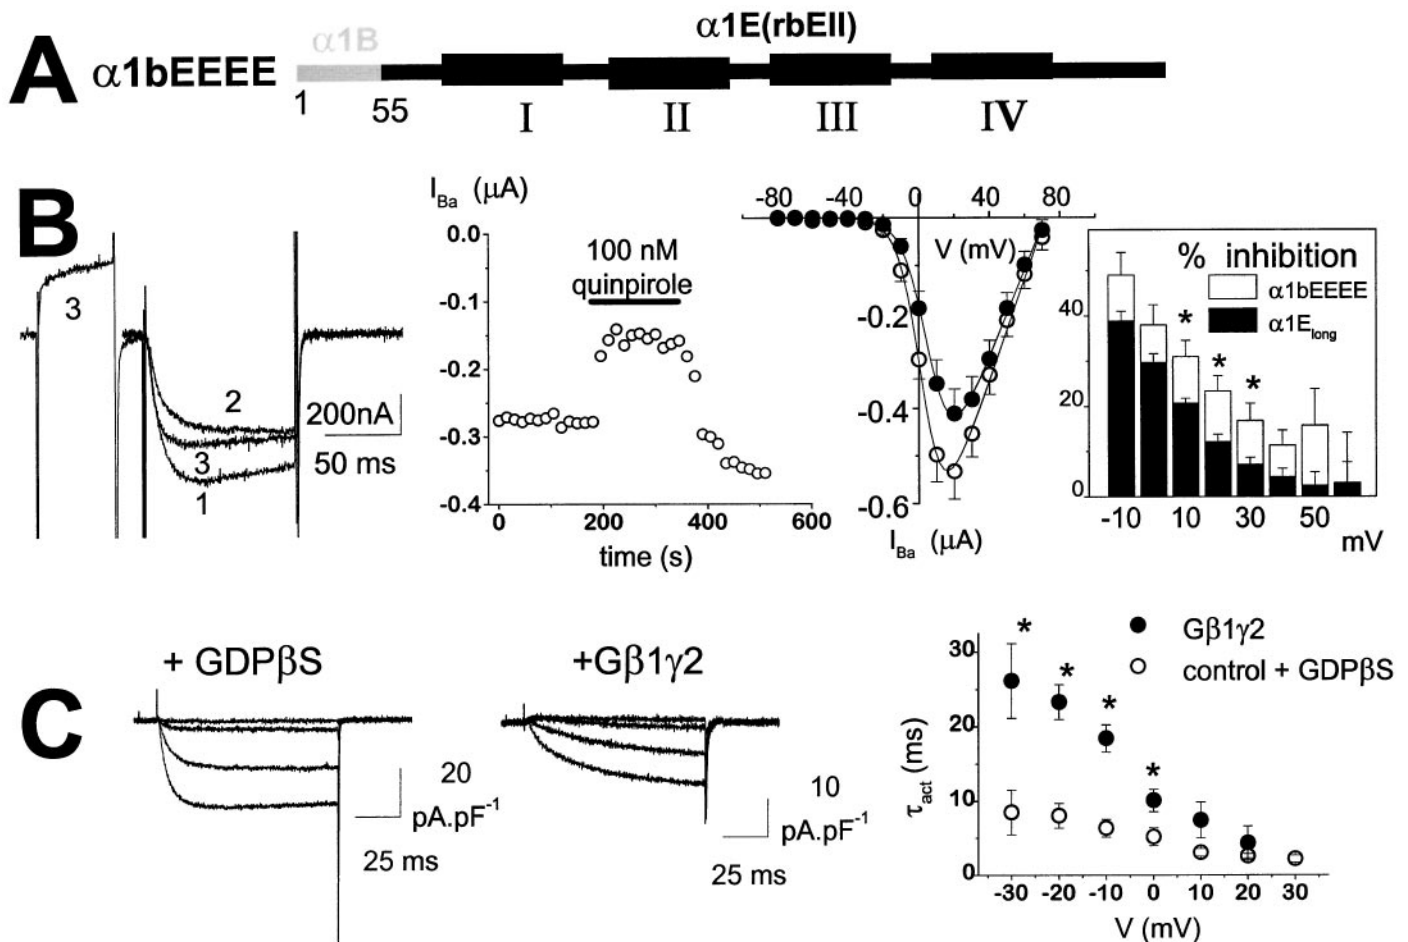 A
α1bEEEE
α1B
α1E(rbEII)
1
55
I
II
III
IV
B
3
2
3
1
200nA
50 ms
I_Ba (μA)
0.0
-0.1
-0.2
-0.3
-0.4
100 nM
quinpirole
0
200
400
600
time (s)
-80
-40
0
40
80
V (mV)
-0.2
-0.4
-0.6
I_Ba (μA)
% inhibition
α1bEEEE
α1E_long
40
20
0
* * *
-10
10
30
50
mV
C
+ GDPβS
20
pA.pF⁻¹
25 ms
+Gβ1γ2
10
pA.pF⁻¹
25 ms
Gβ1γ2
control + GDPβS
30
20
10
0
τ_act (ms)
* * * *
-30
-20
-10
0
10
20
30
V (mV)